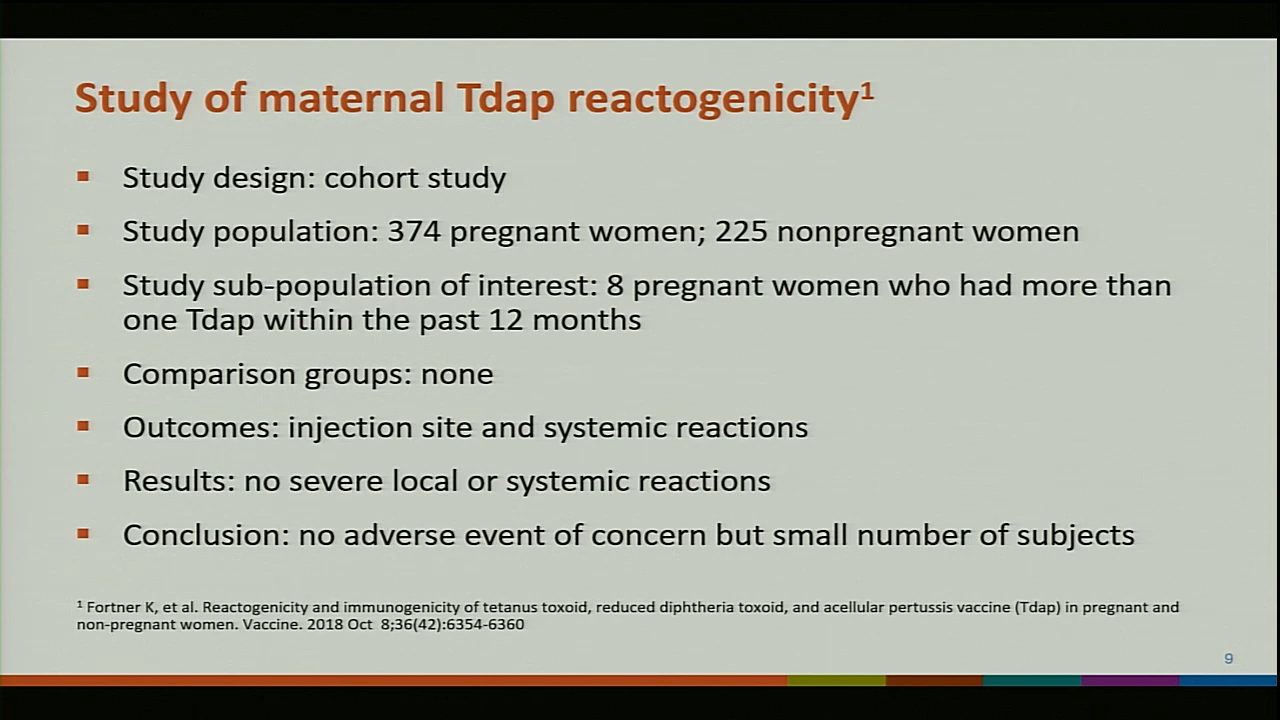 Study of maternal Tdap reactogenicity¹
▪ Study design: cohort study
▪ Study population: 374 pregnant women; 225 nonpregnant women
▪ Study sub-population of interest: 8 pregnant women who had more than
one Tdap within the past 12 months
▪ Comparison groups: none
▪ Outcomes: injection site and systemic reactions
▪ Results: no severe local or systemic reactions
▪ Conclusion: no adverse event of concern but small number of subjects
¹ Fortner K, et al. Reactogenicity and immunogenicity of tetanus toxoid, reduced diphtheria toxoid, and acellular pertussis vaccine (Tdap) in pregnant and
non-pregnant women. Vaccine. 2018 Oct  8;36(42):6354-6360
9